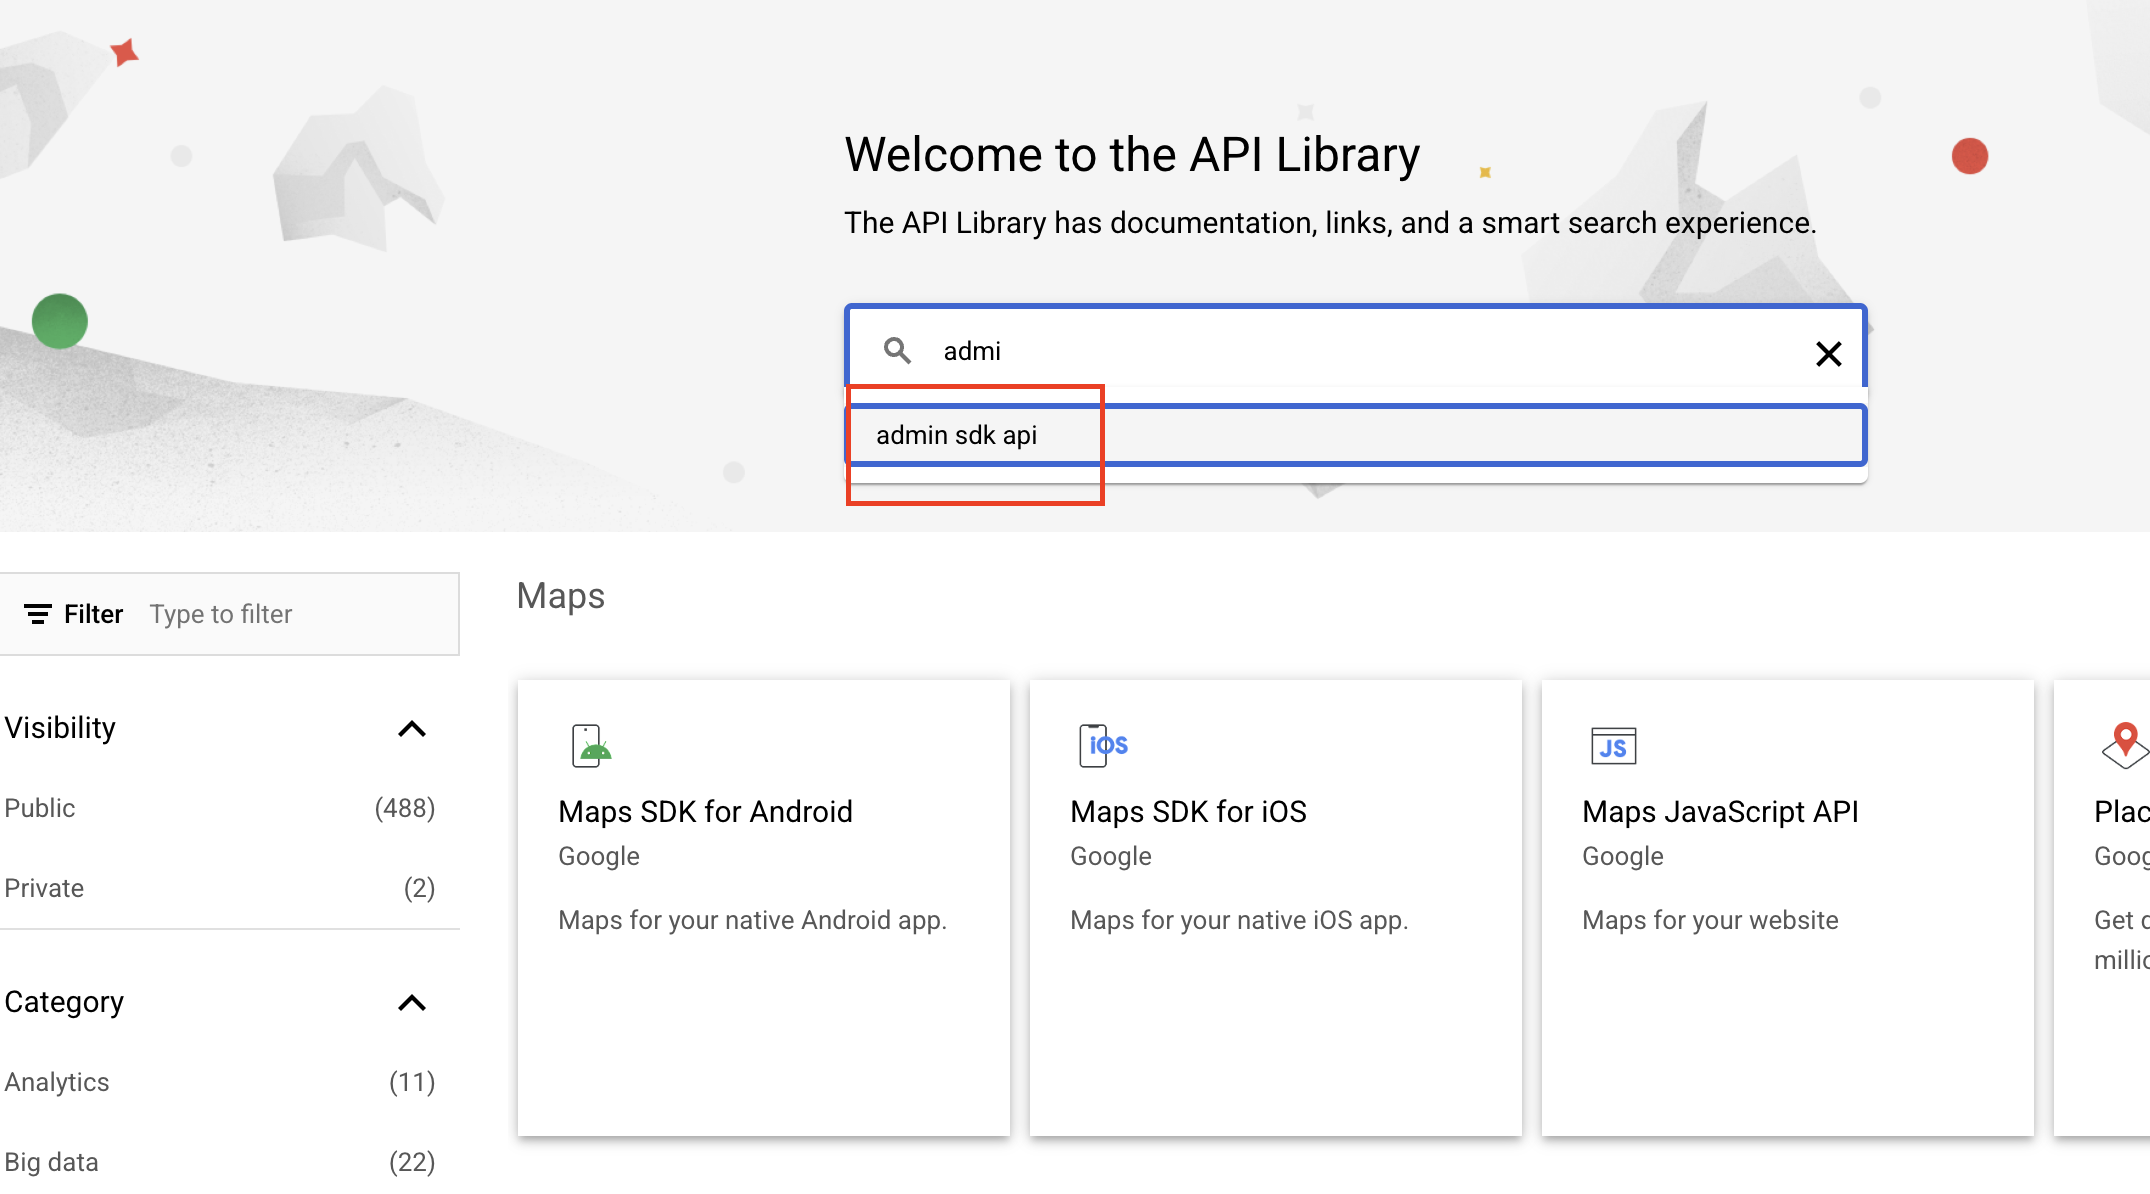 Welcome to the API Library
The API Library has documentation, links, and a smart search experience.
admi
admin sdk api
Filter Type to filter
Visibility
Public (488)
Private (2)
Category
Analytics (11)
Big data (22)
Maps
Maps SDK for Android
Google
Maps for your native Android app.
iOS
Maps SDK for iOS
Google
Maps for your native iOS app.
JS
Maps JavaScript API
Google
Maps for your website
Get